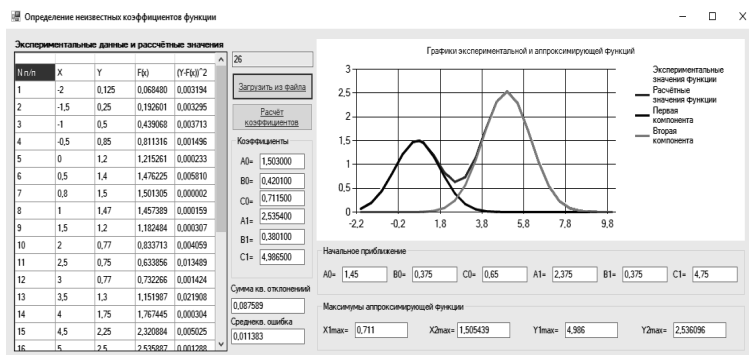 Определение неизвестных коэффициентов функции
Экспериментальные данные и рассчётные значения
N п/п X Y F(x) (Y-F(x))^2
1 -2 0,125 0,068480 0,003194
2 -1,5 0,25 0,192601 0,003295
3 -1 0,5 0,439068 0,003713
4 -0,5 0,85 0,811316 0,001496
5 0 1,2 1,215261 0,000233
6 0,5 1,4 1,476225 0,005810
7 0,8 1,5 1,501305 0,000002
8 1 1,47 1,457389 0,000159
9 1,5 1,2 1,182484 0,000307
10 2 0,77 0,833713 0,004059
11 2,5 0,75 0,633856 0,013489
12 3 0,77 0,732266 0,001424
13 3,5 1,3 1,151987 0,021908
14 4 1,75 1,767445 0,000304
15 4,5 2,25 2,320884 0,005025
16 5 2,5 2,535887 0,001288
26
Загрузить из файла
Расчёт
коэффициентов
Коэффициенты
A0= 1,503000
B0= 0,420100
C0= 0,711500
A1= 2,535400
B1= 0,380100
C1= 4,986500
Сумма кв. отклонениий
0,087589
Среднекв. ошибка
0,011383
Графики экспериментальной и аппроксимирующей функций
3
2,5
2
1,5
1
0,5
0
-2,2 -0,2 1,8 3,8 5,8 7,8 9,8
Экспериментальные
значения функции
Расчётные
значения функции
Первая
компонента
Вторая
компонента
Начальное приближение
A0= 1,45 B0= 0,375 C0= 0,65 A1= 2,375 B1= 0,375 C1= 4,75
Максимумы аппроксимирующей функции
X1max= 0,711 X2max= 1,505439 Y1max= 4,986 Y2max= 2,536096